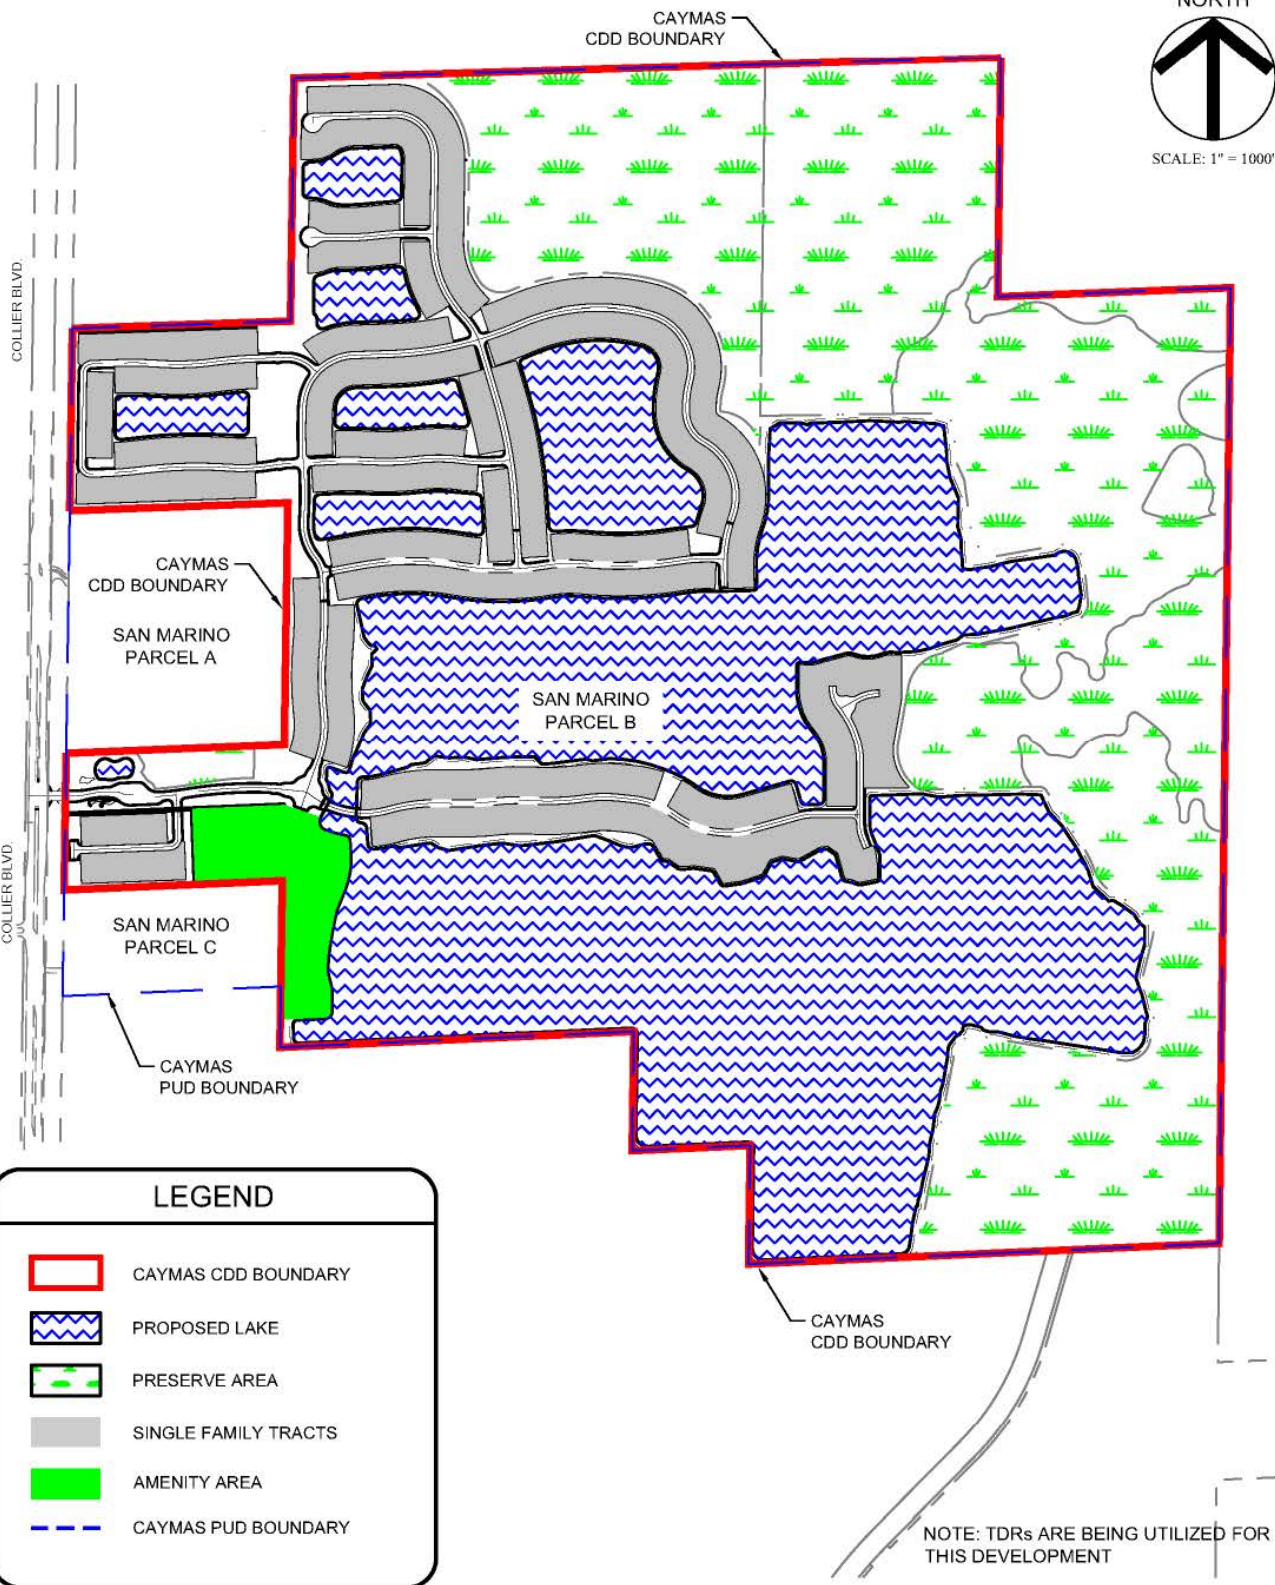 NORTH
SCALE: 1" = 1000'
CAYMAS
CDD BOUNDARY
COLLIER BLVD.
CAYMAS
CDD BOUNDARY
SAN MARINO
PARCEL A
SAN MARINO
PARCEL B
COLLIER BLVD.
SAN MARINO
PARCEL C
CAYMAS
PUD BOUNDARY
CAYMAS
CDD BOUNDARY
LEGEND
CAYMAS CDD BOUNDARY
PROPOSED LAKE
PRESERVE AREA
SINGLE FAMILY TRACTS
AMENITY AREA
CAYMAS PUD BOUNDARY
NOTE: TDRs ARE BEING UTILIZED FOR
THIS DEVELOPMENT